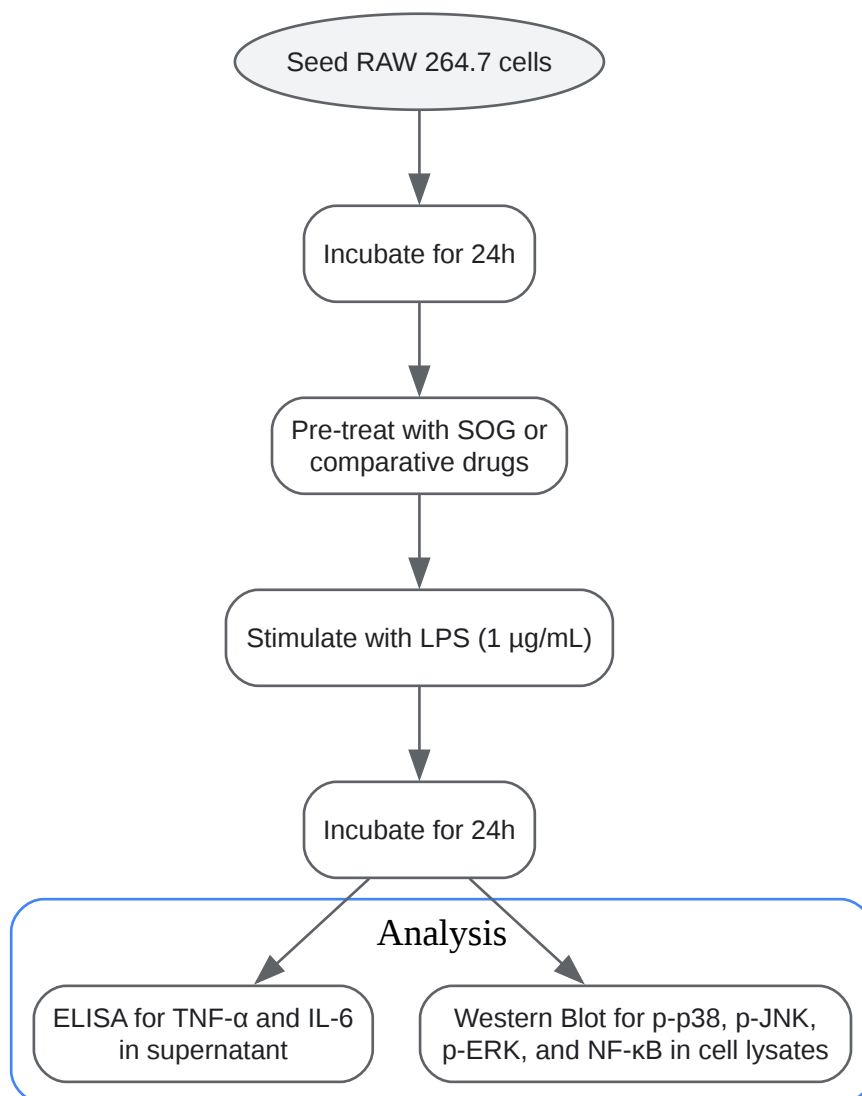 Seed RAW 264.7 cells
Incubate for 24h
Pre-treat with SOG or
comparative drugs
Stimulate with LPS (1 µg/mL)
Incubate for 24h
Analysis
ELISA for TNF-α and IL-6
in supernatant
Western Blot for p-p38, p-JNK,
p-ERK, and NF-κB in cell lysates